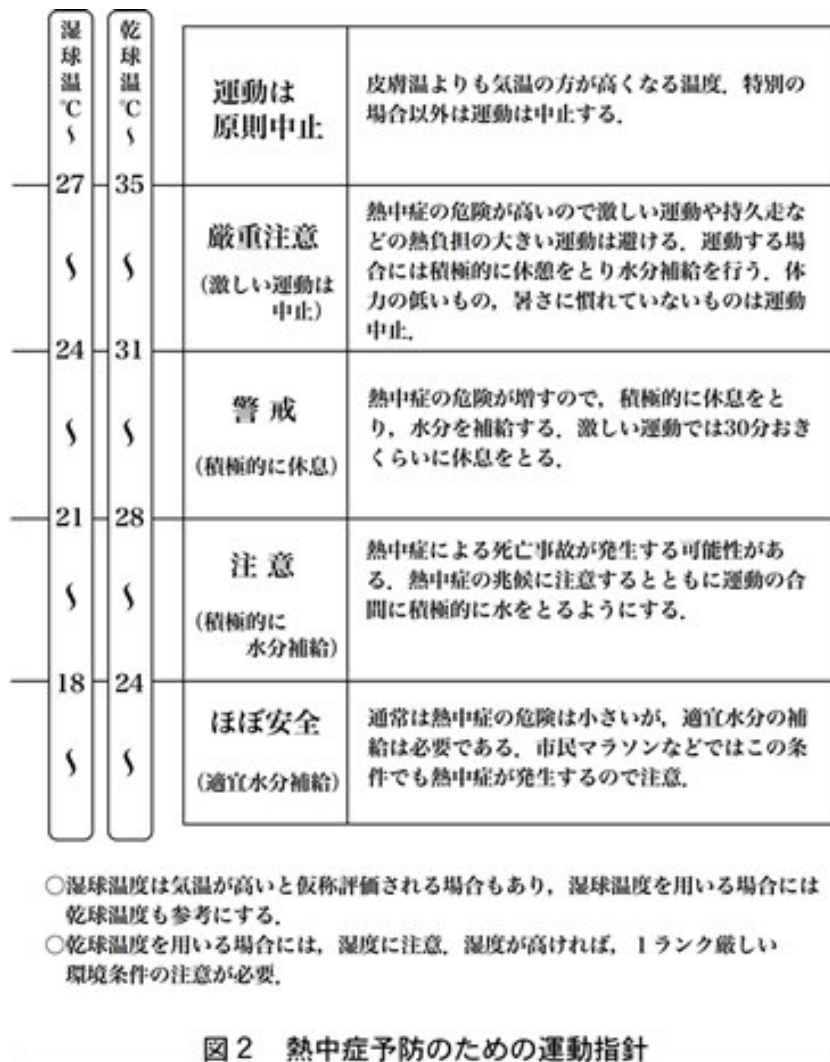 湿球温℃
乾球温℃
〜
〜
運動は
原則中止
皮膚温よりも気温の方が高くなる温度．特別の
場合以外は運動は中止する．
27
35
〜
〜
厳重注意
（激しい運動は
中止）
熱中症の危険が高いので激しい運動や持久走な
どの熱負担の大きい運動は避ける．運動する場
合には積極的に休憩をとり水分補給を行う．体
力の低いもの，暑さに慣れていないものは運動
中止．
24
31
〜
〜
警 戒
（積極的に休息）
熱中症の危険が増すので，積極的に休息をと
り，水分を補給する．激しい運動では30分おき
くらいに休息をとる．
21
28
〜
〜
注 意
（積極的に
水分補給）
熱中症による死亡事故が発生する可能性があ
る．熱中症の兆候に注意するとともに運動の合
間に積極的に水をとるようにする．
18
24
〜
〜
ほぼ安全
（適宜水分補給）
通常は熱中症の危険は小さいが，適宜水分の補
給は必要である．市民マラソンなどではこの条
件でも熱中症が発生するので注意．
○湿球温度は気温が高いと仮称評価される場合もあり，湿球温度を用いる場合には
乾球温度も参考にする．
○乾球温度を用いる場合には，湿度に注意．湿度が高ければ，１ランク厳しい
環境条件の注意が必要．
図２　熱中症予防のための運動指針